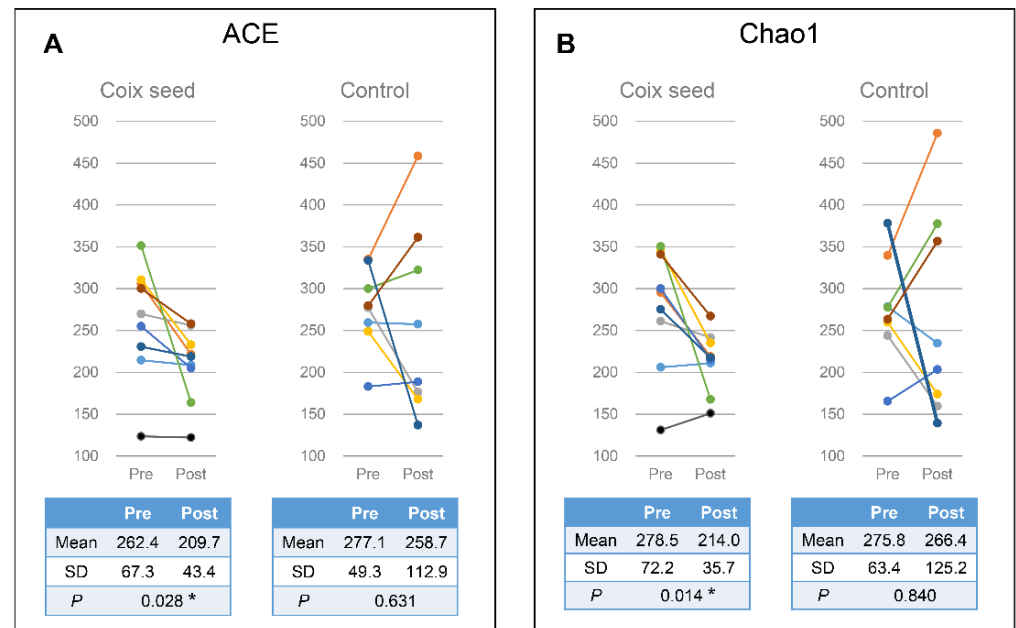 A
ACE
Coix seed
Control
500
450
400
350
300
250
200
150
100
Pre Post
500
450
400
350
300
250
200
150
100
Pre Post
Pre Post
Mean 262.4 209.7
SD 67.3 43.4
P 0.028 *
Pre Post
Mean 277.1 258.7
SD 49.3 112.9
P 0.631
B
Chao1
Coix seed
Control
500
450
400
350
300
250
200
150
100
Pre Post
500
450
400
350
300
250
200
150
100
Pre Post
Pre Post
Mean 278.5 214.0
SD 72.2 35.7
P 0.014 *
Pre Post
Mean 275.8 266.4
SD 63.4 125.2
P 0.840